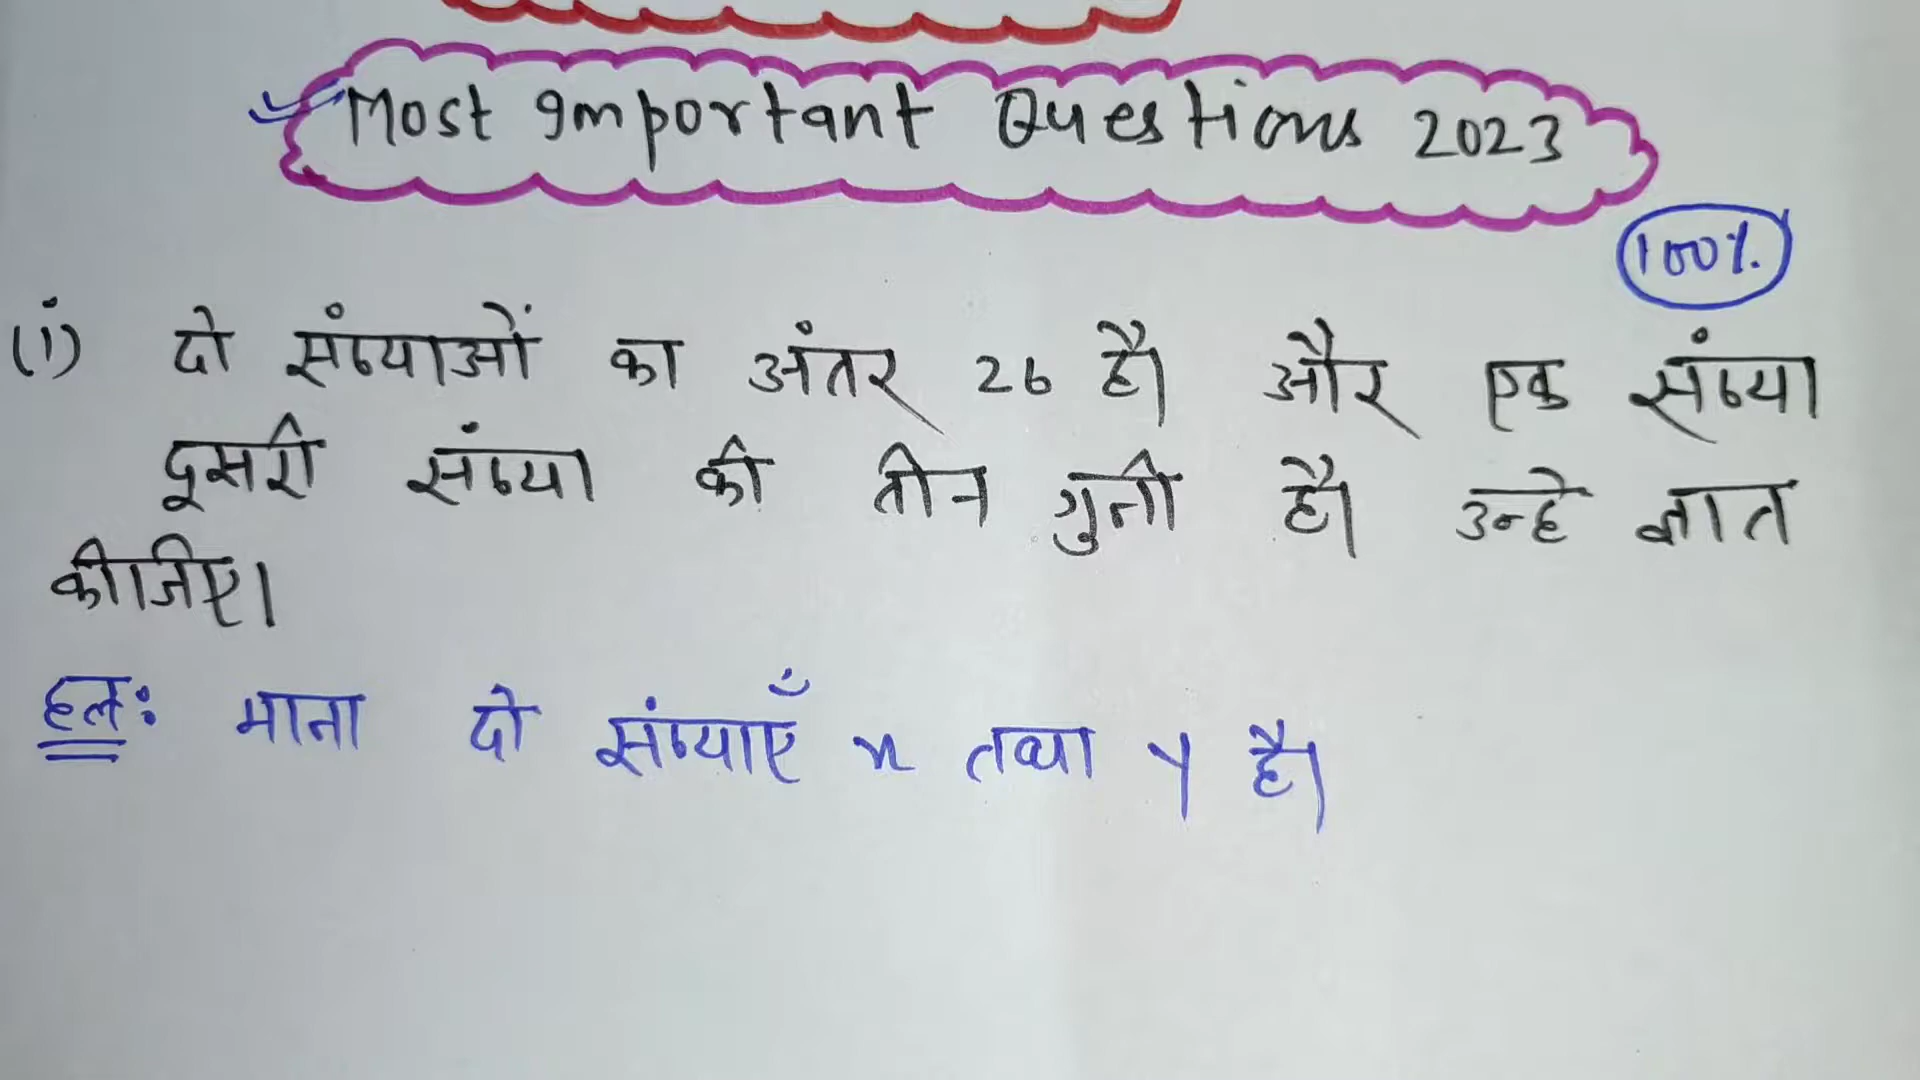 Most Important Questions 2023
100%.
(i) दो संख्याओं का अंतर 26 है। और एक संख्या
दूसरी संख्या की तीन गुनी है। उन्हे ज्ञात
कीजिए।
हल: माना दो संख्याएँ x तथा y है।